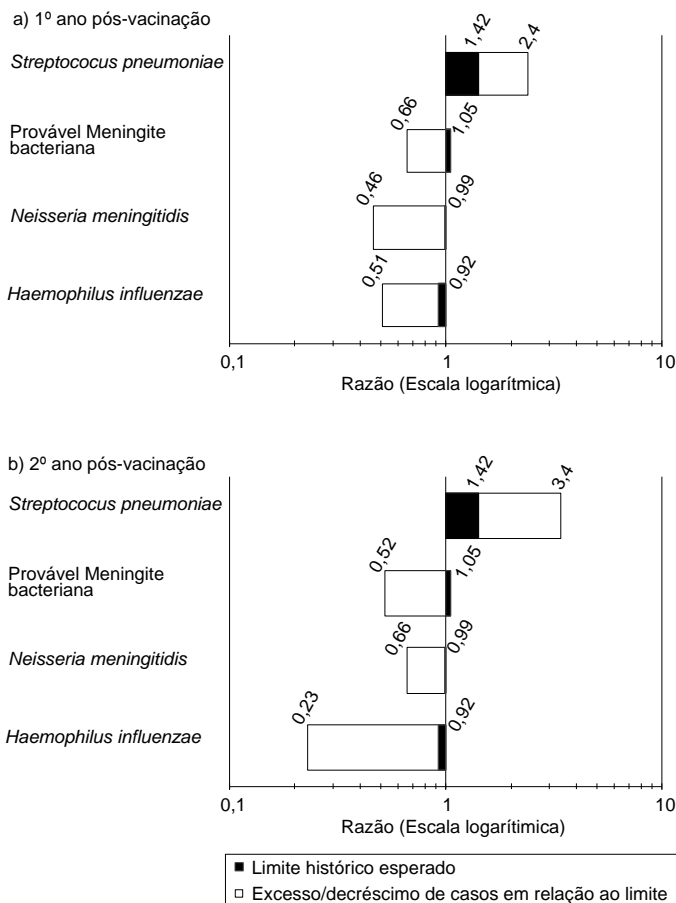 a) 1º ano pós-vacinação
1,42
2,4
Streptococus pneumoniae
0,66
1,05
Provável Meningite
bacteriana
0,46
0,99
Neisseria meningitidis
0,51
0,92
Haemophilus influenzae
0,1
1
10
Razão (Escala logarítmica)
b) 2º ano pós-vacinação
1,42
3,4
Streptococus pneumoniae
0,52
1,05
Provável Meningite
bacteriana
0,66
0,99
Neisseria meningitidis
0,23
0,92
Haemophilus influenzae
0,1
1
10
Razão (Escala logarítimica)
Limite histórico esperado
Excesso/decréscimo de casos em relação ao limite